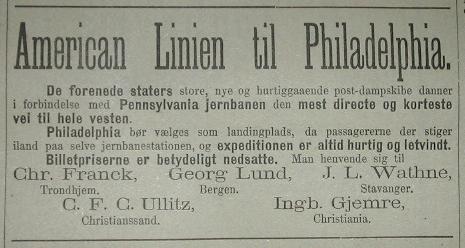 American Linien til Philadelphia.
De forenede staters store, nye og hurtiggaaende post-dampskibe danner
i forbindelse med Pennsylvania jernbanen den mest directe og korteste
vei til hele vesten.
Philadelphia bør vælges som landingplads, da passagererne der stiger
iland paa selve jernbanestationen, og expeditionen er altid hurtig og letvindt.
Billetpriserne er betydeligt nedsatte. Man henvende sig til
Chr. Franck, Georg Lund, J. L. Wathne,
Trondhjem. Bergen. Stavanger.
C. F. C. Ullitz, Ingb. Gjemre,
Christianssand. Christiania.